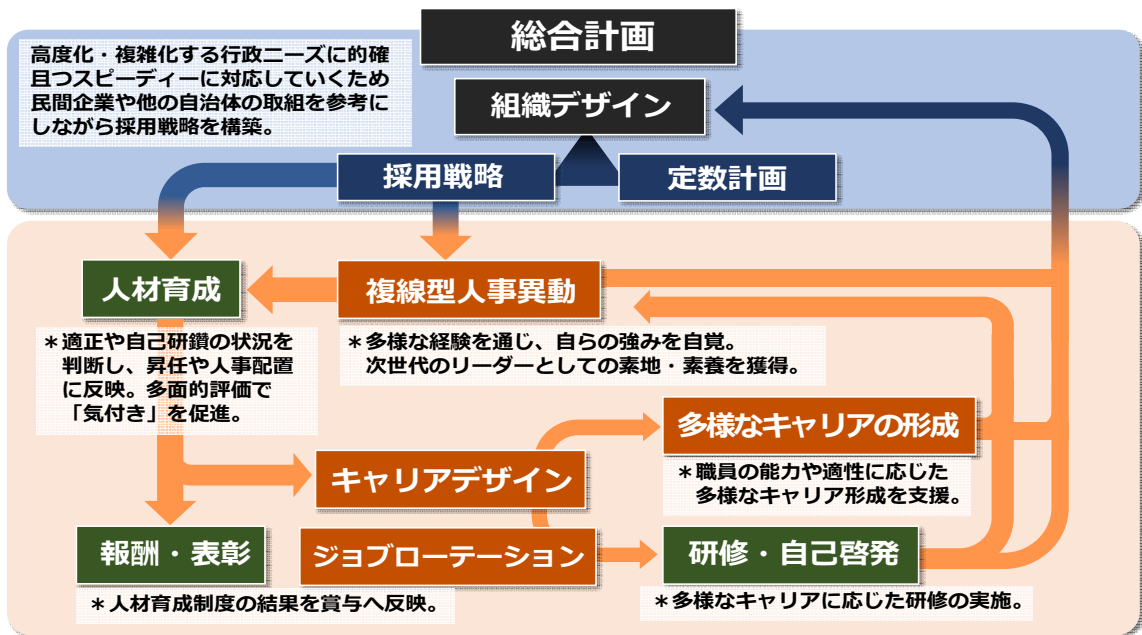 総合計画
高度化・複雑化する行政ニーズに的確
且つスピーディーに対応していくため
民間企業や他の自治体の取組を参考に
しながら採用戦略を構築。
組織デザイン
採用戦略
定数計画
人材育成
複線型人事異動
＊適正や自己研鑽の状況を
判断し、昇任や人事配置
に反映。多面的評価で
「気付き」を促進。
＊多様な経験を通じ、自らの強みを自覚。
次世代のリーダーとしての素地・素養を獲得。
多様なキャリアの形成
キャリアデザイン
＊職員の能力や適性に応じた
多様なキャリア形成を支援。
報酬・表彰
ジョブローテーション
研修・自己啓発
＊人材育成制度の結果を賞与へ反映。
＊多様なキャリアに応じた研修の実施。